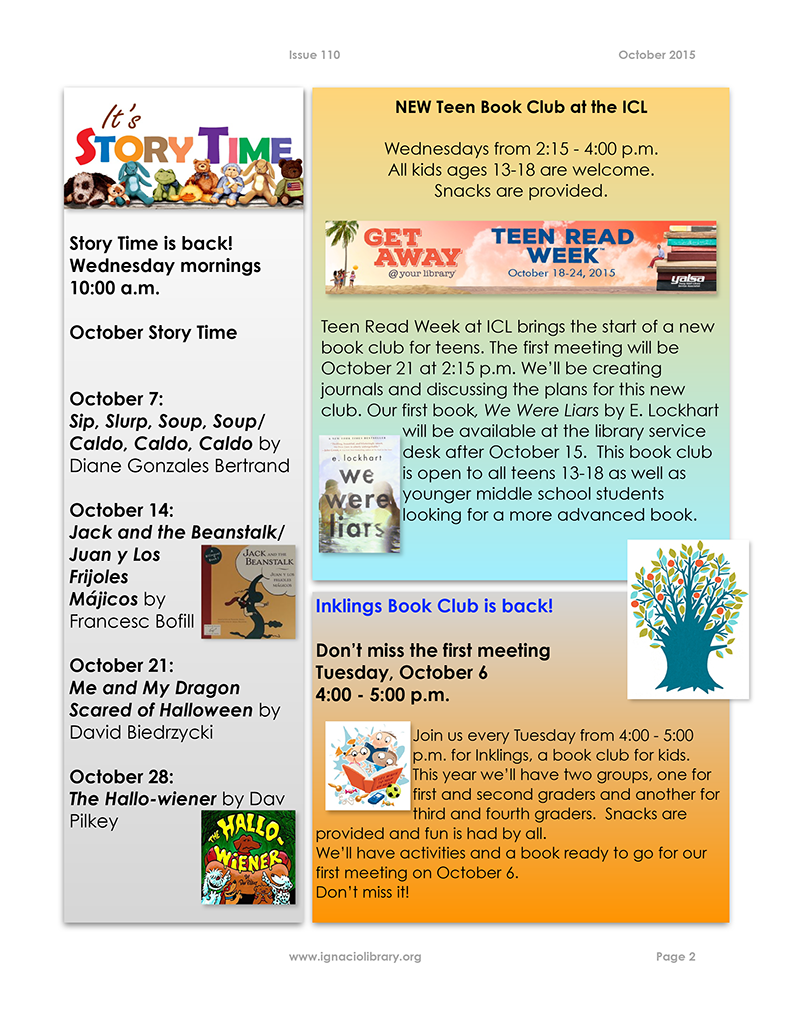 Issue 110
October 2015
It's
STORY TIME
Story Time is back!
Wednesday mornings
10:00 a.m.
October Story Time
October 7:
Sip, Slurp, Soup, Soup/
Caldo, Caldo, Caldo by
Diane Gonzales Bertrand
October 14:
Jack and the Beanstalk/
Juan y Los
Frijoles
Májicos by
Francesc Bofill
JACK AND THE
BEANSTALK
JUAN Y LOS
FRIJOLES
MÁGICOS
October 21:
Me and My Dragon
Scared of Halloween by
David Biedrzycki
October 28:
The Hallo-wiener by Dav
Pilkey
THE HALLO-
WIENER
NEW Teen Book Club at the ICL
Wednesdays from 2:15 - 4:00 p.m.
All kids ages 13-18 are welcome.
Snacks are provided.
GET
AWAY
@ your library®
TEEN READ
WEEK™
October 18-24, 2015
yalsa
Teen Read Week at ICL brings the start of a new
book club for teens. The first meeting will be
October 21 at 2:15 p.m. We'll be creating
journals and discussing the plans for this new
club. Our first book, We Were Liars by E. Lockhart
will be available at the library service
desk after October 15.  This book club
is open to all teens 13-18 as well as
younger middle school students
looking for a more advanced book.
e. lockhart
we
were
liars
Inklings Book Club is back!
Don't miss the first meeting
Tuesday, October 6
4:00 - 5:00 p.m.
Join us every Tuesday from 4:00 - 5:00
p.m. for Inklings, a book club for kids.
This year we'll have two groups, one for
first and second graders and another for
third and fourth graders.  Snacks are
provided and fun is had by all.
We'll have activities and a book ready to go for our
first meeting on October 6.
Don't miss it!
www.ignaciolibrary.org
Page 2